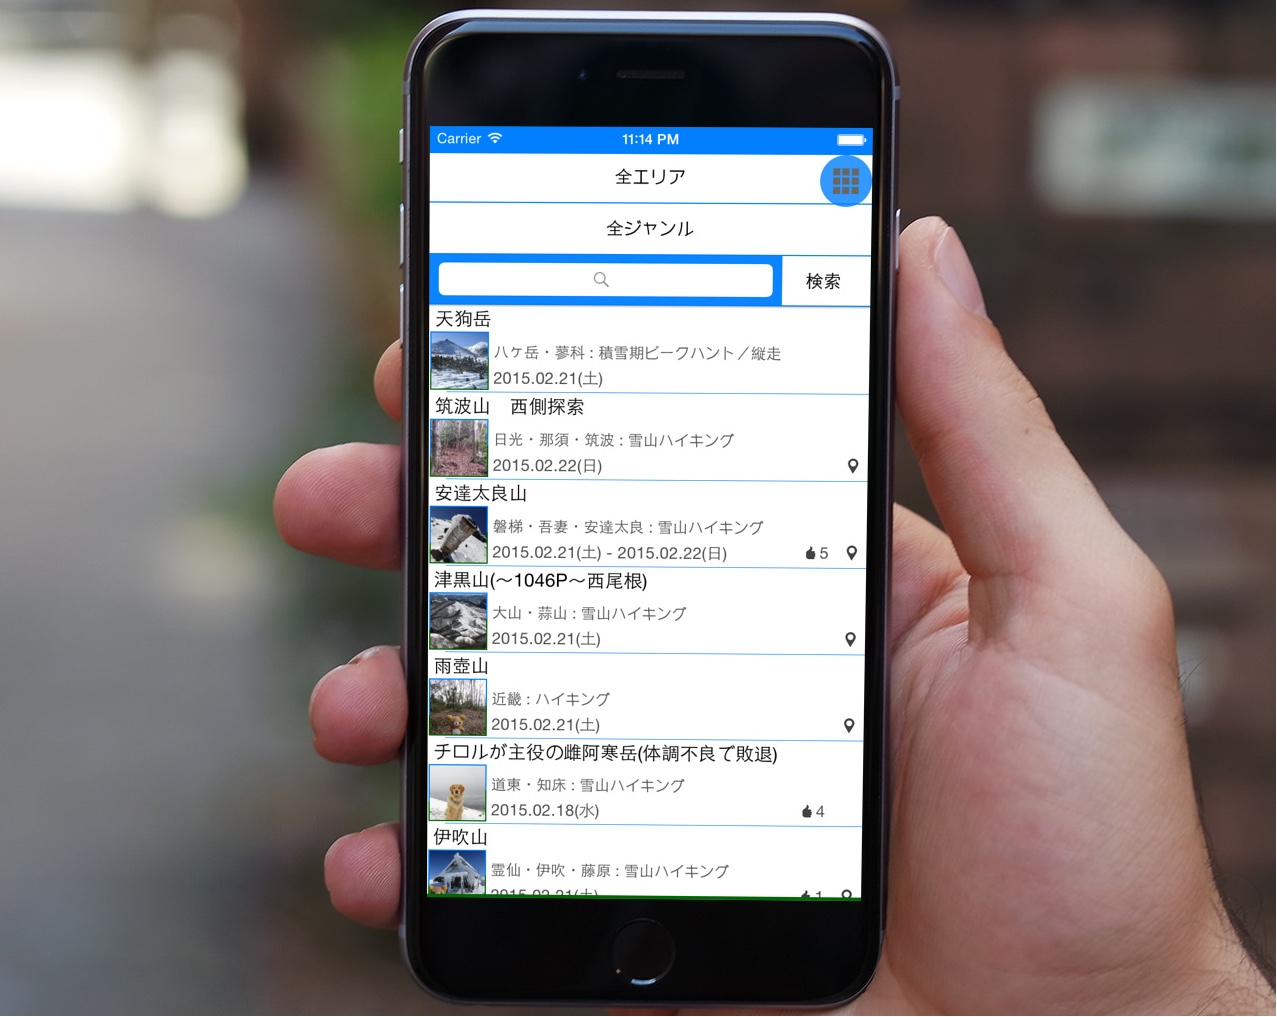 Carrier 11:14 PM
全エリア
全ジャンル
検索
天狗岳
八ヶ岳・蓼科 : 積雪期ピークハント／縦走
2015.02.21(土)
筑波山　西側探索
日光・那須・筑波 : 雪山ハイキング
2015.02.22(日)
安達太良山
磐梯・吾妻・安達太良 : 雪山ハイキング
2015.02.21(土) - 2015.02.22(日) 5
津黒山(〜1046P〜西尾根)
大山・蒜山 : 雪山ハイキング
2015.02.21(土)
雨壺山
近畿 : ハイキング
2015.02.21(土)
チロルが主役の雌阿寒岳(体調不良で敗退)
道東・知床 : 雪山ハイキング
2015.02.18(水) 4
伊吹山
霊仙・伊吹・藤原 : 雪山ハイキング
2015.02.21(土) 1